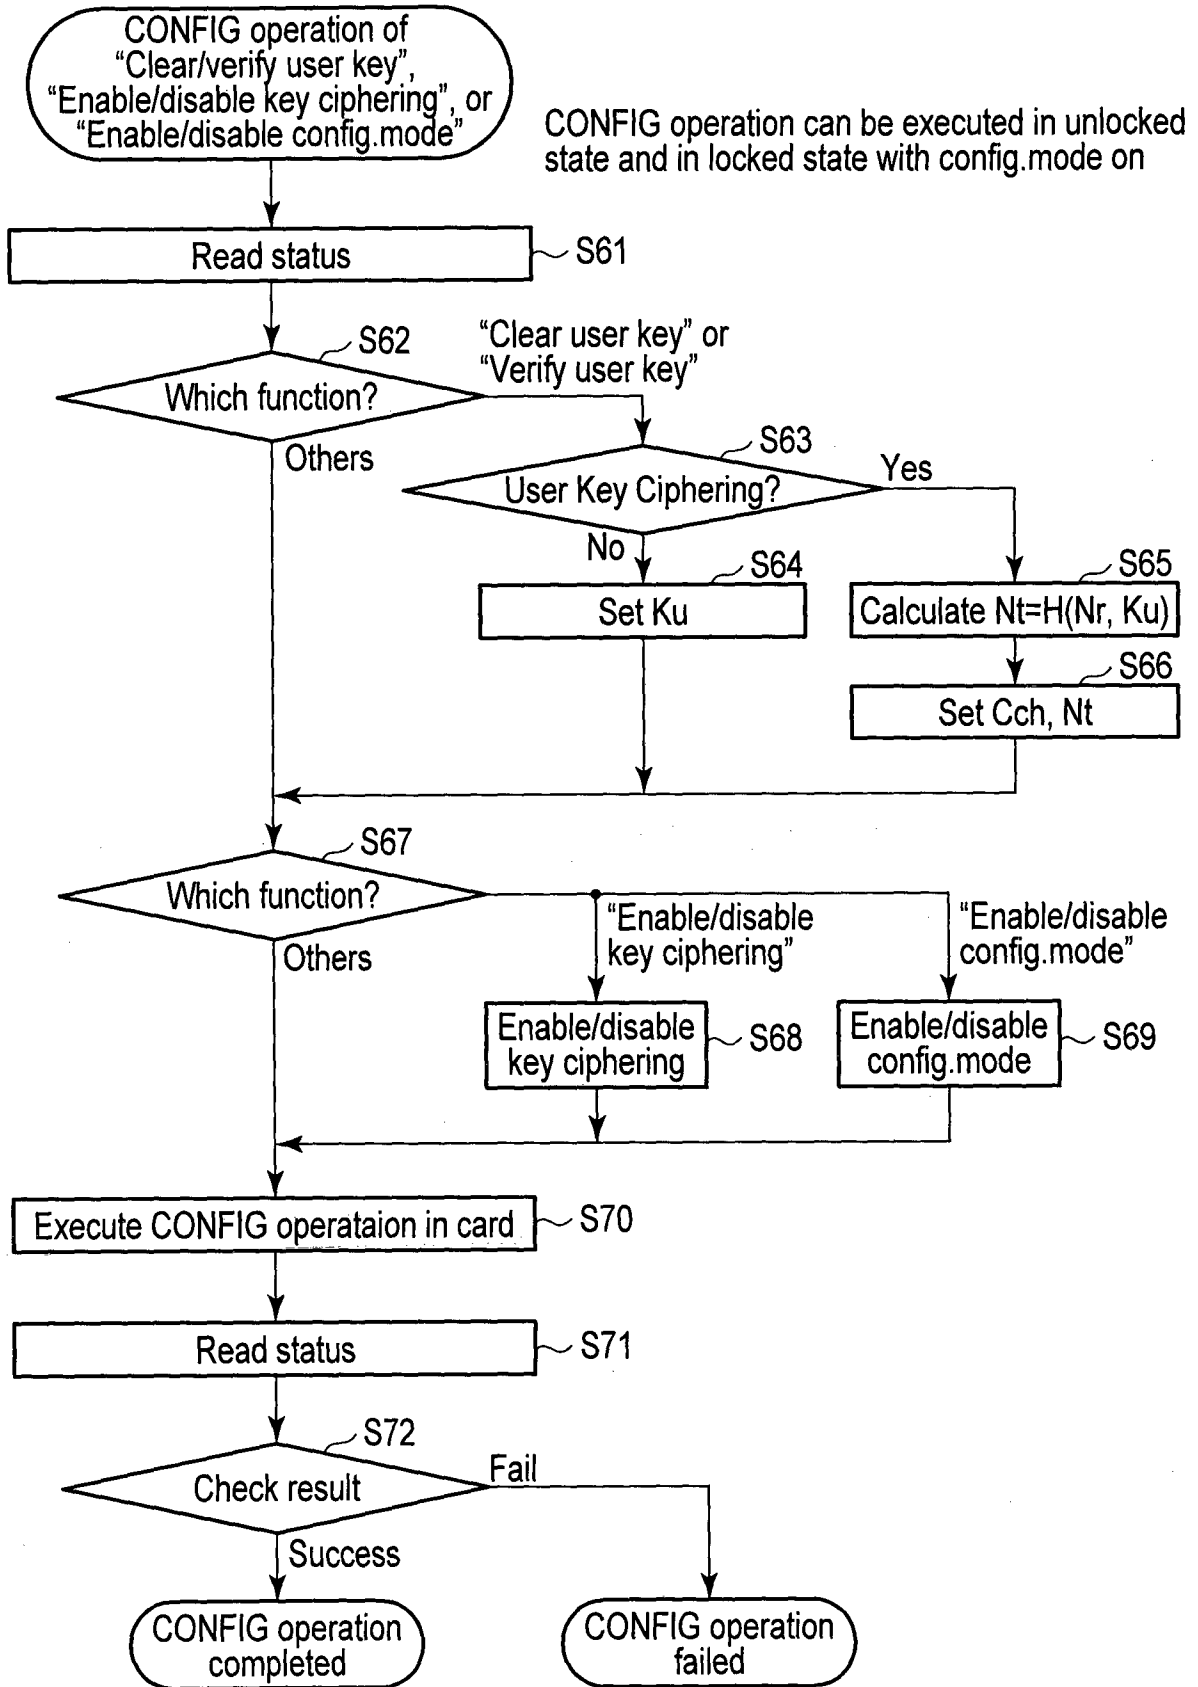 CONFIG operation of
“Clear/verify user key”,
“Enable/disable key ciphering”, or
“Enable/disable config.mode”
CONFIG operation can be executed in unlocked
state and in locked state with config.mode on
Read status
S61
S62
Which function?
“Clear user key” or
“Verify user key”
Others
S63
User Key Ciphering?
Yes
No
S64
Set Ku
S65
Calculate Nt=H(Nr, Ku)
S66
Set Cch, Nt
S67
Which function?
Others
“Enable/disable
key ciphering”
“Enable/disable
config.mode”
Enable/disable
key ciphering
S68
Enable/disable
config.mode
S69
Execute CONFIG operataion in card
S70
Read status
S71
S72
Check result
Fail
Success
CONFIG operation
completed
CONFIG operation
failed